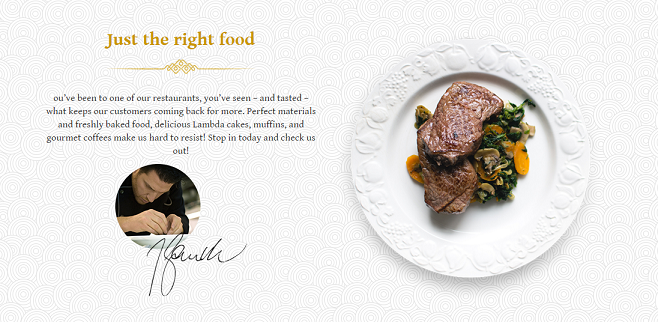 Just the right food
ou've been to one of our restaurants, you've seen – and tasted –
what keeps our customers coming back for more. Perfect materials
and freshly baked food, delicious Lambda cakes, muffins, and
gourmet coffees make us hard to resist! Stop in today and check us
out!